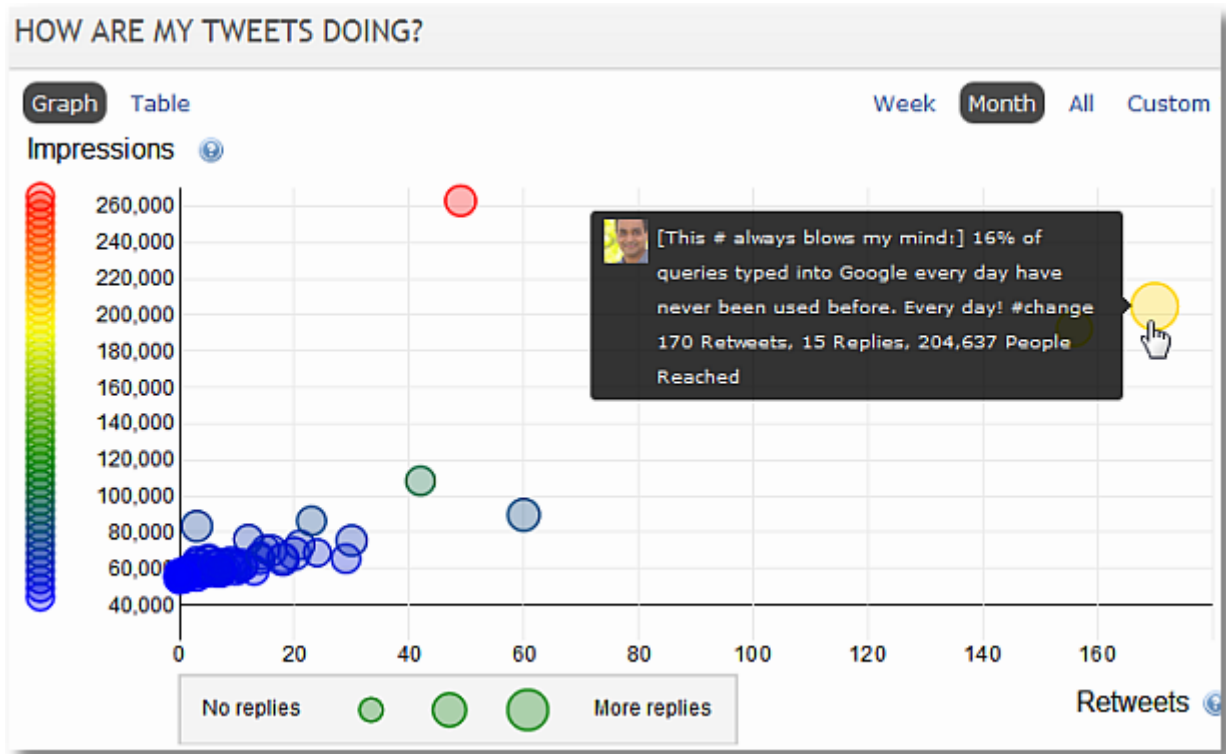 HOW ARE MY TWEETS DOING?
Graph Table Week Month All Custom
Impressions
260,000
[This # always blows my mind:] 16% of
240,000
queries typed into Google every day have
220,000
never been used before. Every day! #change
200,000
170 Retweets, 15 Replies, 204,637 People
180,000
Reached
160,000
140,000
120,000
100,000
80,000
60,000
40,000
0 20 40 60 80 100 120 140 160
No replies More replies
Retweets